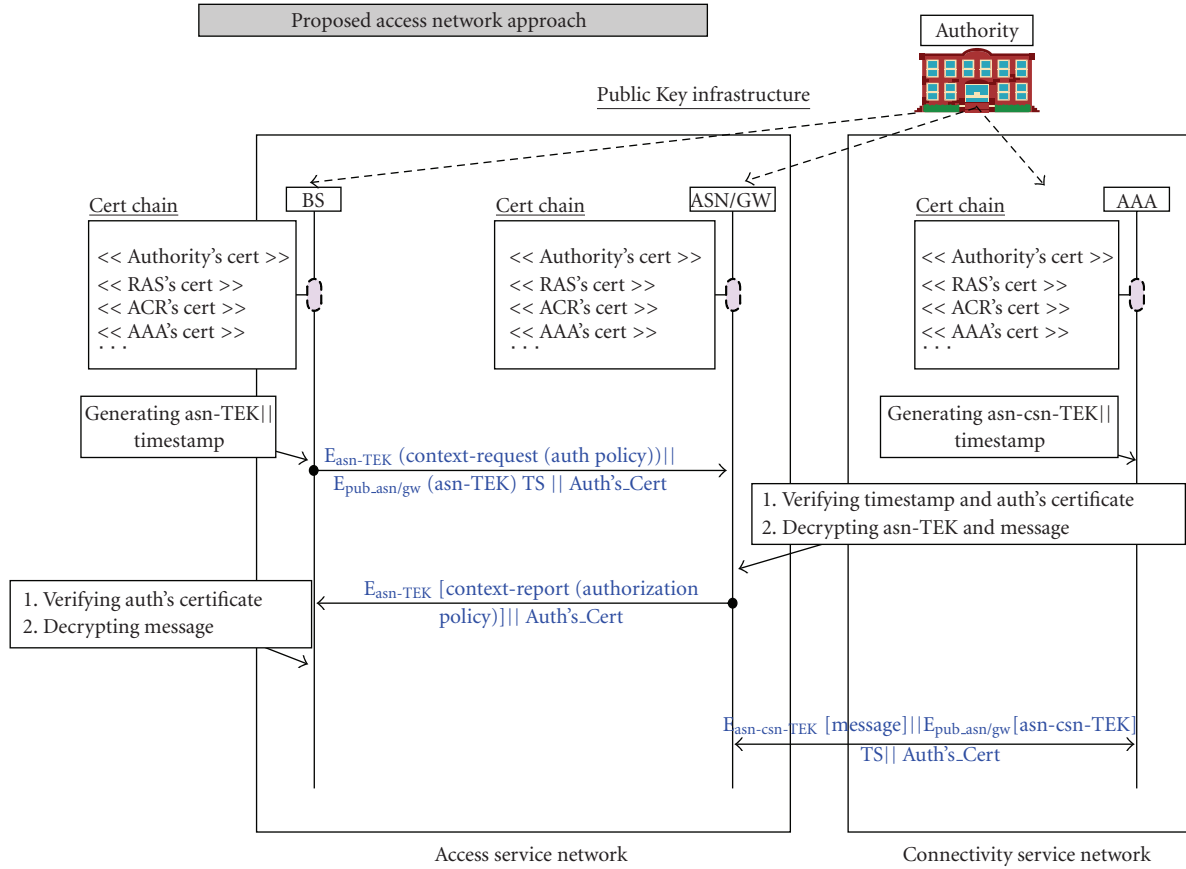 Proposed access network approach
Authority
Public Key infrastructure
BS
ASN/GW
AAA
Cert chain
<< Authority's cert >>
<< RAS's cert >>
<< ACR's cert >>
<< AAA's cert >>
· · ·
Cert chain
<< Authority's cert >>
<< RAS's cert >>
<< ACR's cert >>
<< AAA's cert >>
· · ·
Cert chain
<< Authority's cert >>
<< RAS's cert >>
<< ACR's cert >>
<< AAA's cert >>
· · ·
Generating asn-TEK||
timestamp
Generating asn-csn-TEK||
timestamp
E_asn-TEK (context-request (auth policy))||
E_pub_asn/gw (asn-TEK) TS || Auth's_Cert
1. Verifying timestamp and auth's certificate
2. Decrypting asn-TEK and message
E_asn-TEK [context-report (authorization
policy)]|| Auth's_Cert
1. Verifying auth's certificate
2. Decrypting message
E_asn-csn-TEK [message]||E_pub_asn/gw[asn-csn-TEK]
TS|| Auth's_Cert
Access service network
Connectivity service network